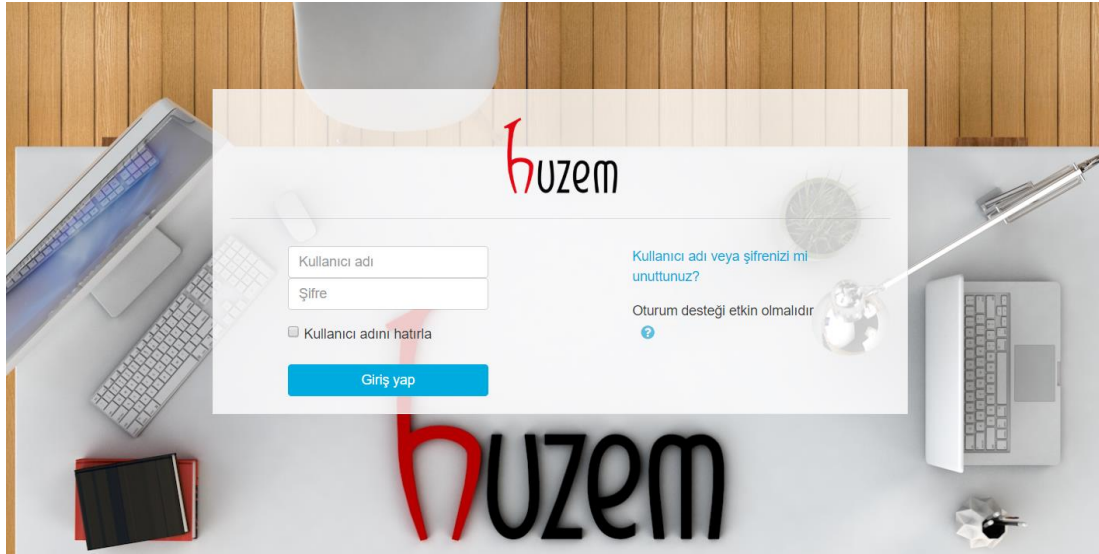 huzem
Kullanıcı adı
Şifre
Kullanıcı adını hatırla
Giriş yap
Kullanıcı adı veya şifrenizi mi
unuttunuz?
Oturum desteği etkin olmalıdır
?
huzem